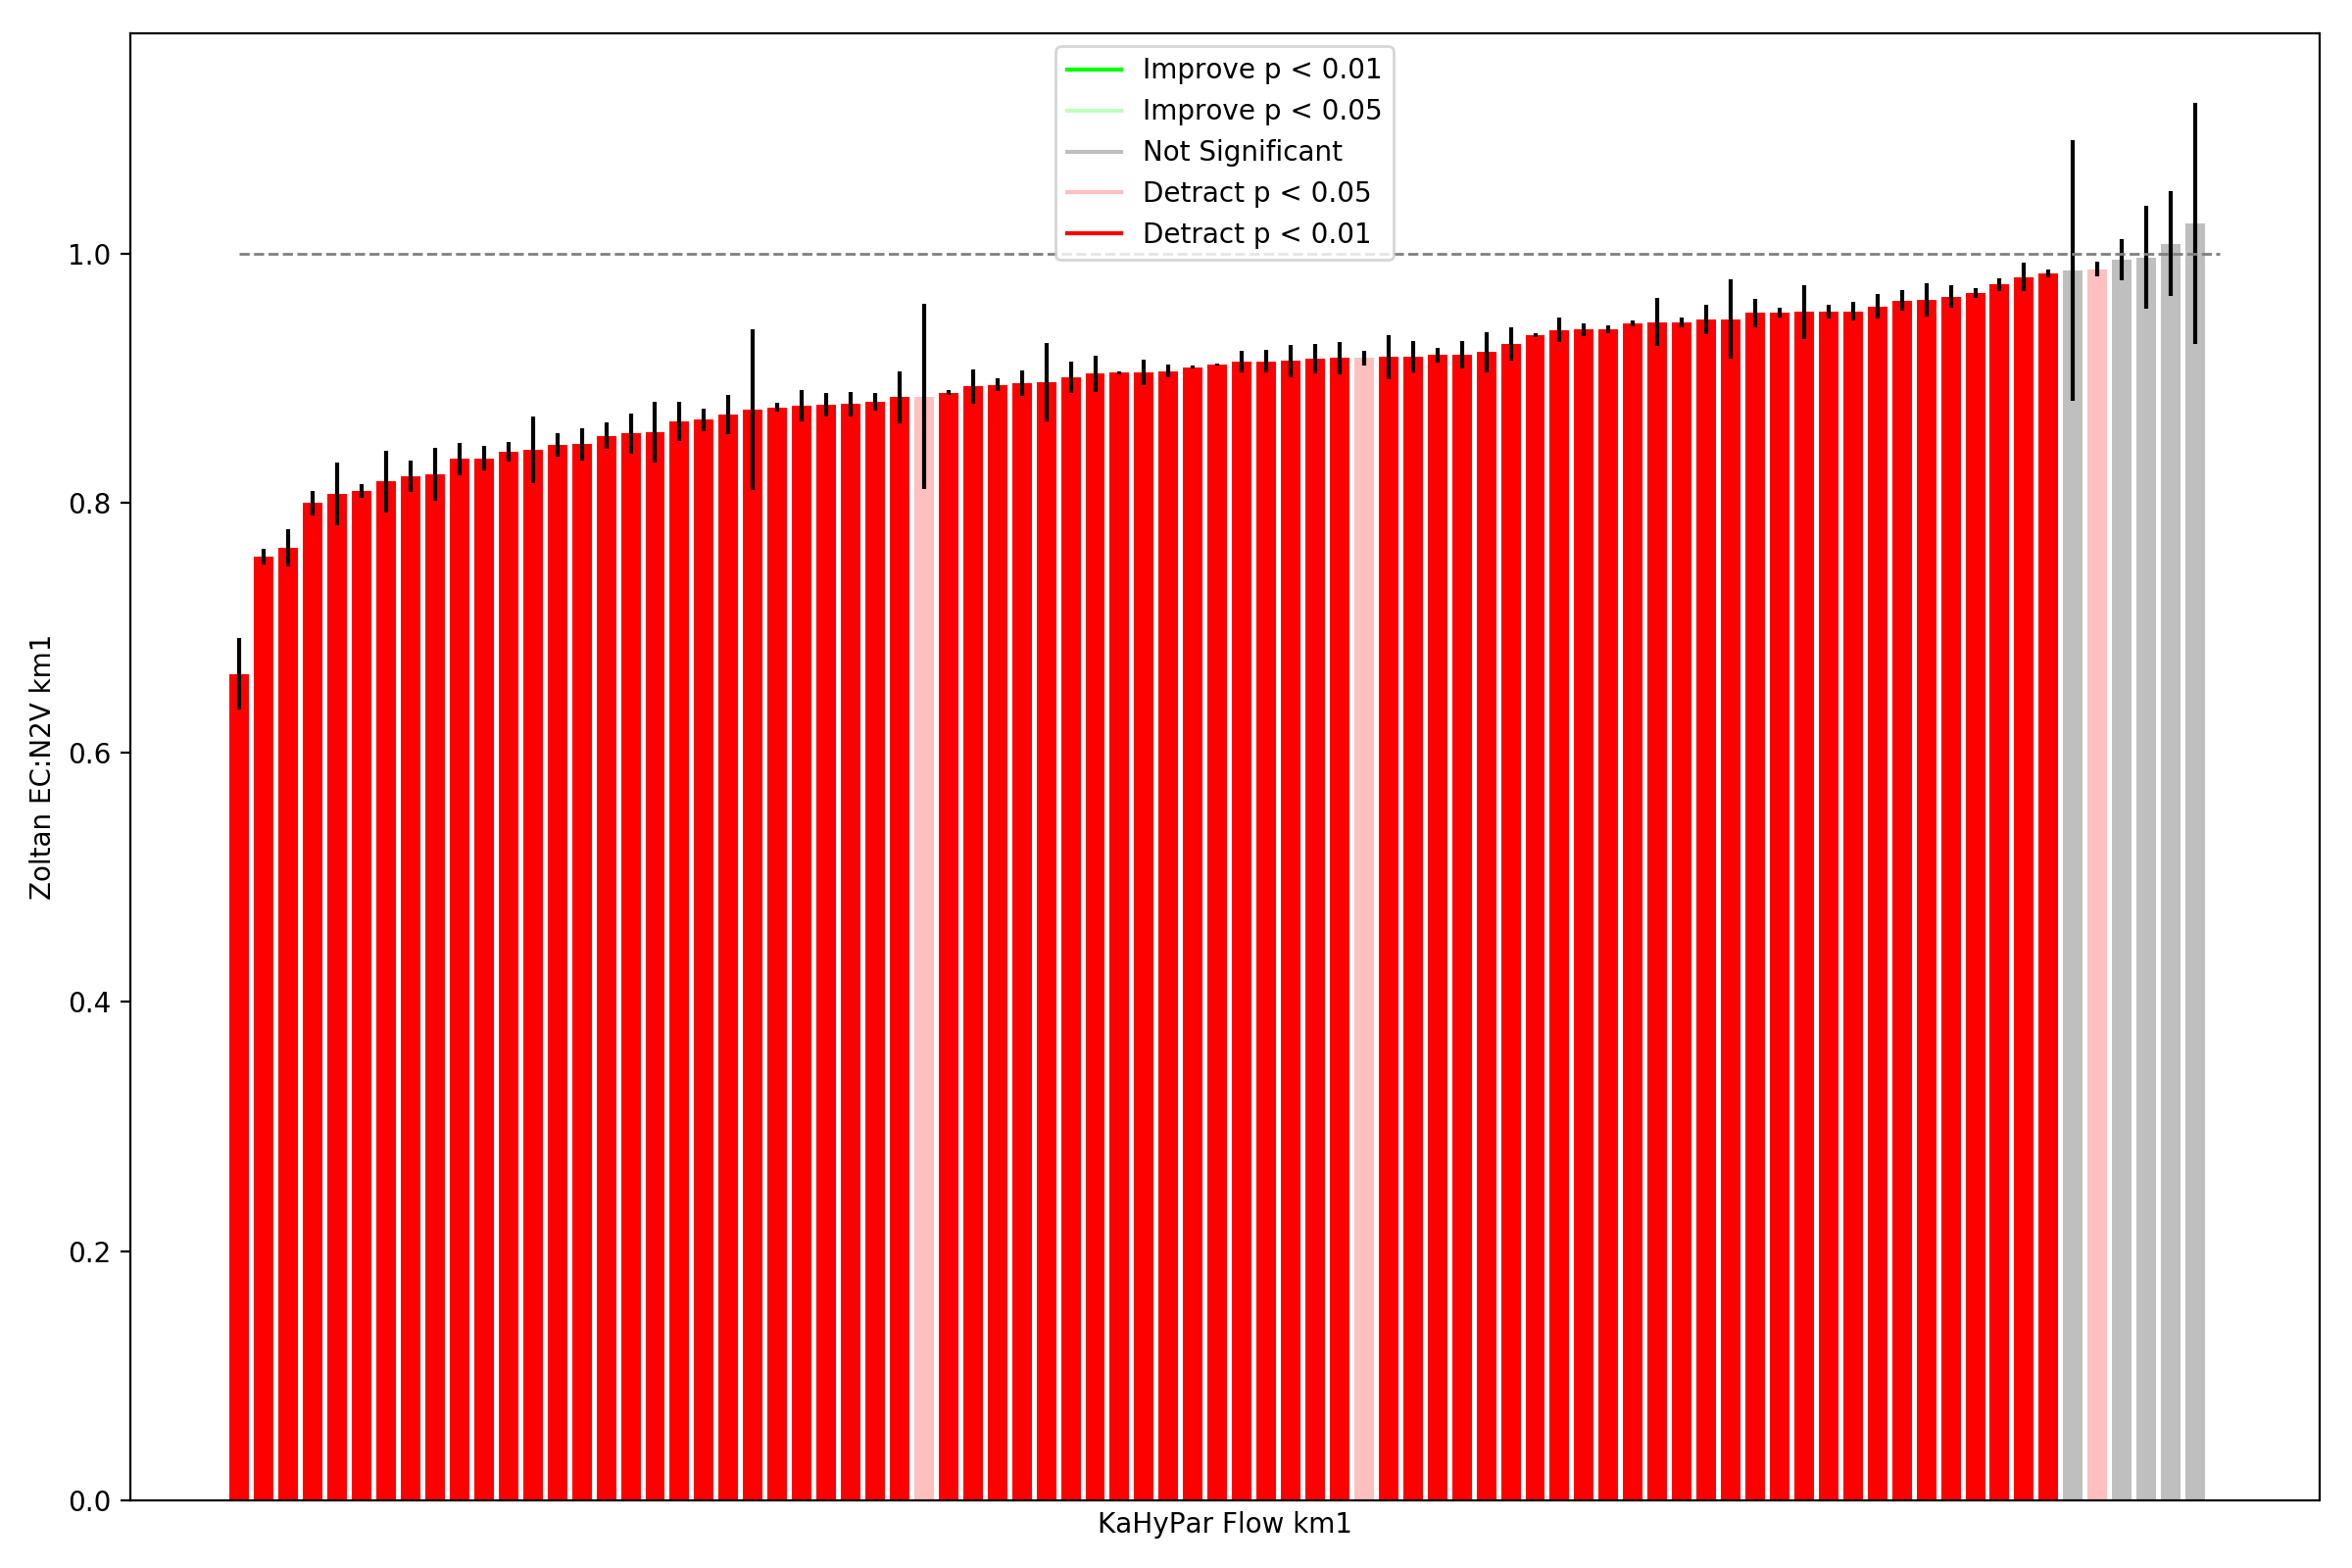 Improve p < 0.01
Improve p < 0.05
Not Significant
Detract p < 0.05
Detract p < 0.01
1.0
0.8
0.6
0.4
0.2
0.0
Zoltan EC:N2V km1
KaHyPar Flow km1